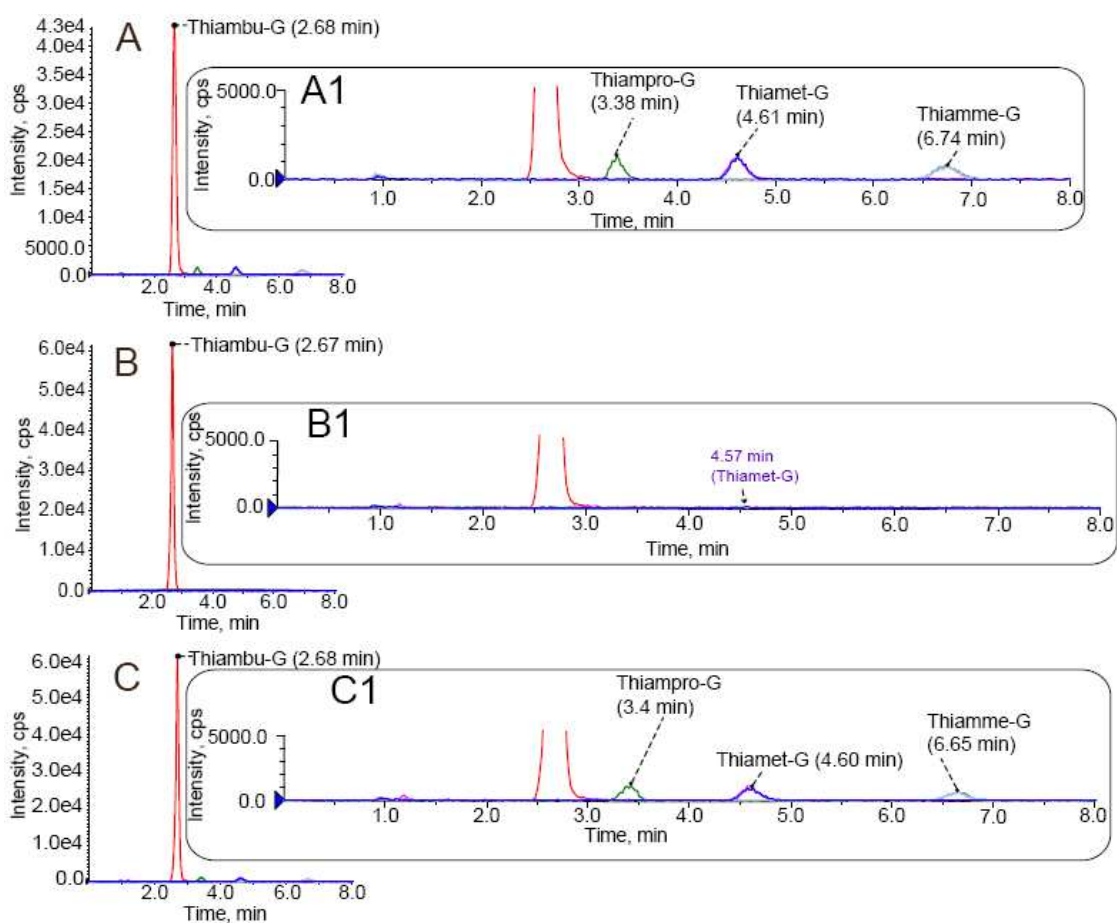 A
Thiambu-G (2.68 min)
4.3e4
4.0e4
3.5e4
3.0e4
2.5e4
2.0e4
1.5e4
1.0e4
5000.0
0.0
Intensity, cps
2.0 4.0 6.0 8.0
Time, min
A1
5000.0
0.0
Intensity, cps
Thiampro-G
(3.38 min)
Thiamet-G
(4.61 min)
Thiamme-G
(6.74 min)
1.0 2.0 3.0 4.0 5.0 6.0 7.0 8.0
Time, min
B
Thiambu-G (2.67 min)
6.0e4
5.0e4
4.0e4
3.0e4
2.0e4
1.0e4
0.0
Intensity, cps
2.0 4.0 6.0 8.0
Time, min
B1
5000.0
0.0
Intensity, cps
4.57 min
(Thiamet-G)
1.0 2.0 3.0 4.0 5.0 6.0 7.0 8.0
Time, min
C
Thiambu-G (2.68 min)
6.0e4
5.0e4
4.0e4
3.0e4
2.0e4
1.0e4
0.0
Intensity, cps
2.0 4.0 6.0 8.0
Time, min
C1
5000.0
0.0
Intensity, cps
Thiampro-G
(3.4 min)
Thiamet-G (4.60 min)
Thiamme-G
(6.65 min)
1.0 2.0 3.0 4.0 5.0 6.0 7.0 8.0
Time, min